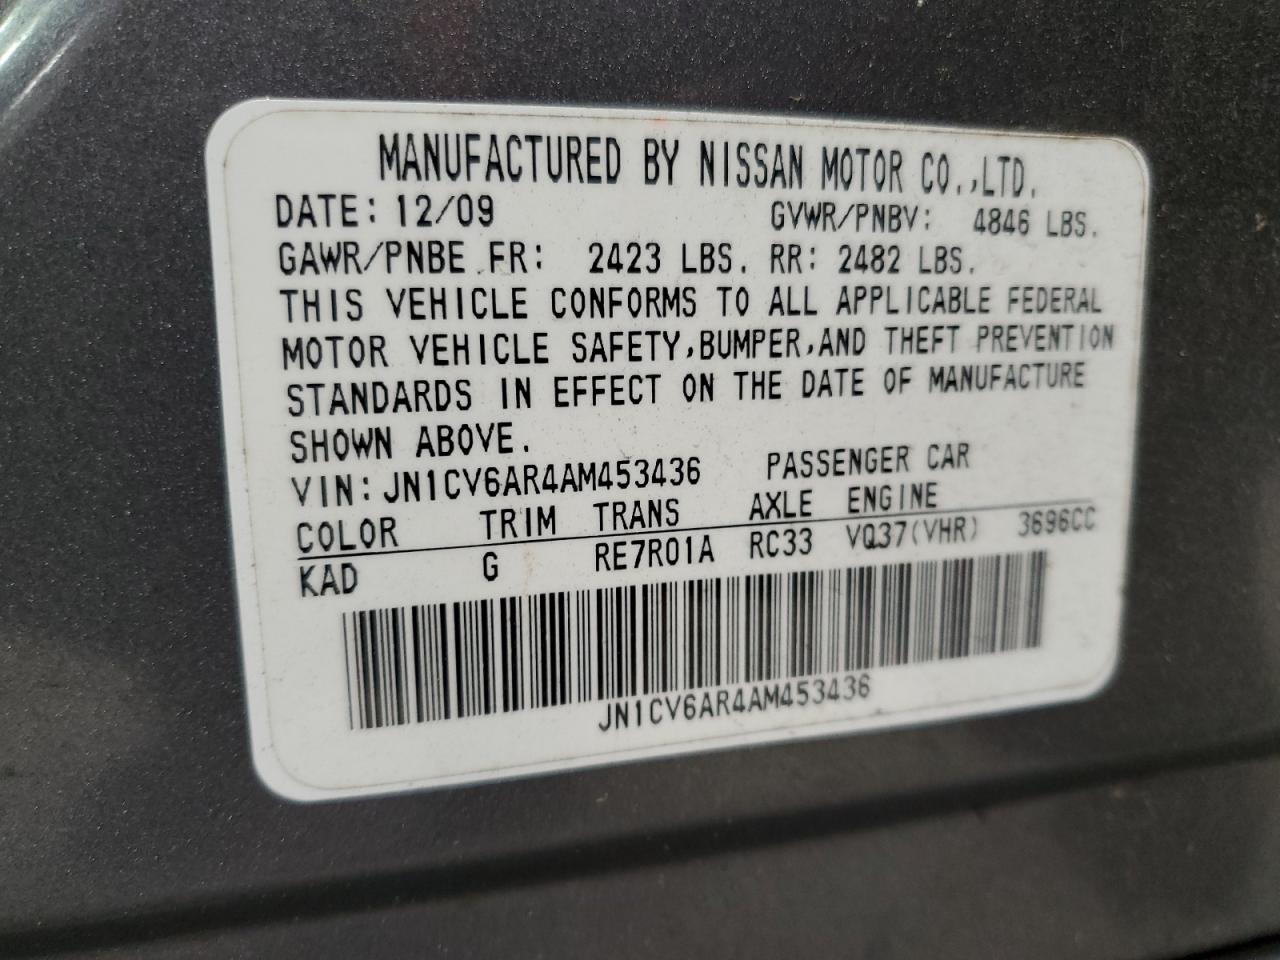 MANUFACTURED BY NISSAN MOTOR CO.,LTD.
DATE: 12/09 GVWR/PNBV: 4846 LBS.
GAWR/PNBE FR: 2423 LBS. RR: 2482 LBS.
THIS VEHICLE CONFORMS TO ALL APPLICABLE FEDERAL
MOTOR VEHICLE SAFETY,BUMPER,AND THEFT PREVENTION
STANDARDS IN EFFECT ON THE DATE OF MANUFACTURE
SHOWN ABOVE.
VIN: JN1CV6AR4AM453436 PASSENGER CAR
COLOR TRIM TRANS AXLE ENGINE
KAD G RE7R01A RC33 VQ37(VHR) 3696CC
JN1CV6AR4AM453436